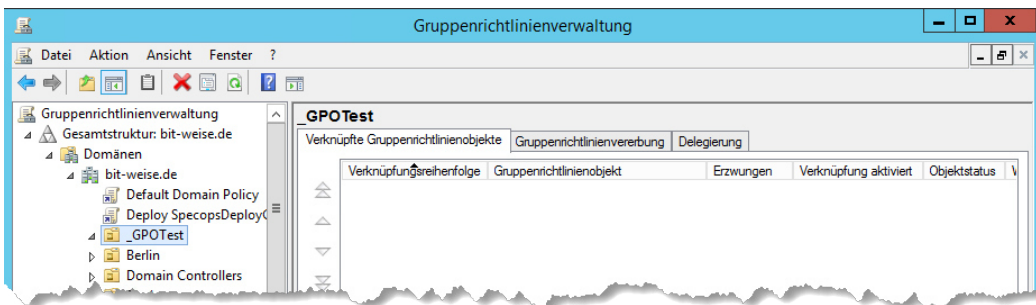 Gruppenrichtlinienverwaltung
Datei Aktion Ansicht Fenster ?
Gruppenrichtlinienverwaltung
Gesamtstruktur: bit-weise.de
Domänen
bit-weise.de
Default Domain Policy
Deploy SpecopsDeploy
_GPOTest
Berlin
Domain Controllers
_GPOTest
Verknüpfte Gruppenrichtlinienobjekte Gruppenrichtlinienvererbung Delegierung
Verknüpfungsreihenfolge Gruppenrichtlinienobjekt Erzwungen Verknüpfung aktiviert Objektstatus